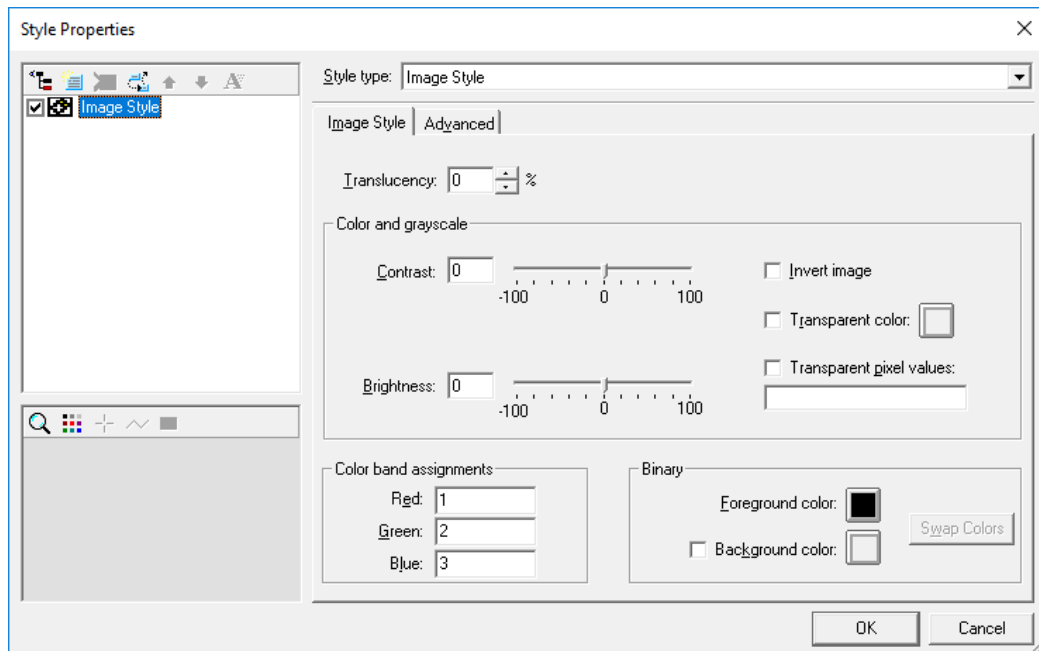 Style Properties
Style type: Image Style
Image Style
Image Style Advanced
Translucency: 0 %
Color and grayscale
Contrast: 0
-100 0 100
Invert image
Transparent color:
Transparent pixel values:
Brightness: 0
-100 0 100
Color band assignments
Red: 1
Green: 2
Blue: 3
Binary
Foreground color:
Background color:
Swap Colors
OK Cancel